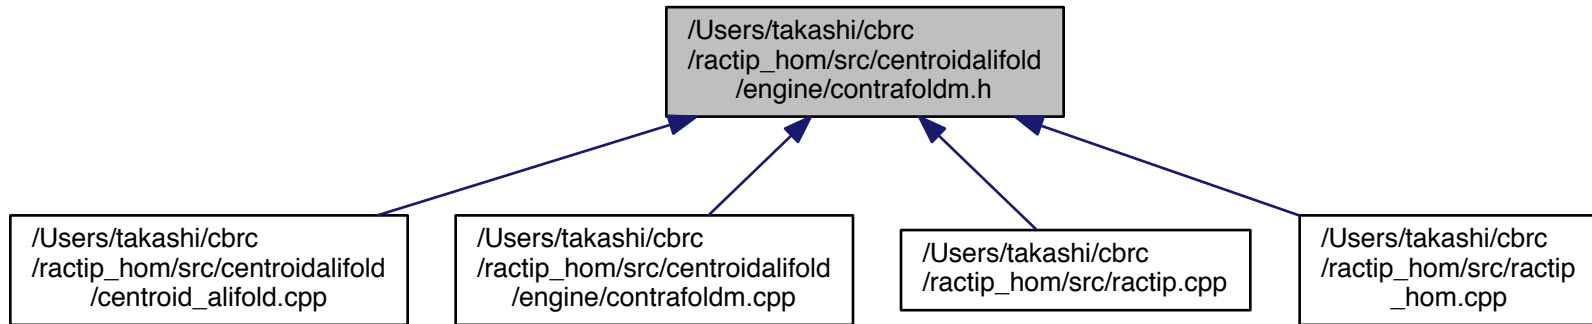 /Users/takashi/cbrc
/ractip_hom/src/centroidalifold
/engine/contrafoldm.h
/Users/takashi/cbrc
/ractip_hom/src/centroidalifold
/centroid_alifold.cpp
/Users/takashi/cbrc
/ractip_hom/src/centroidalifold
/engine/contrafoldm.cpp
/Users/takashi/cbrc
/ractip_hom/src/ractip.cpp
/Users/takashi/cbrc
/ractip_hom/src/ractip
_hom.cpp